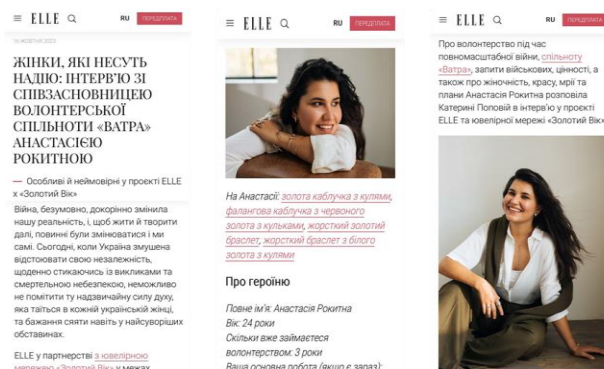 ELLE
RU
ПЕРЕДПЛАТА
16 ЖОВТНЯ 2023
ЖІНКИ, ЯКІ НЕСУТЬ
НАДІЮ: ІНТЕРВ'Ю ЗІ
СПІВЗАСНОВНИЦЕЮ
ВОЛОНТЕРСЬКОЇ
СПІЛЬНОТИ «ВАТРА»
АНАСТАСІЄЮ
РОКИТНОЮ
— Особливі й неймовірні у проєкті ELLE
х «Золотий Вік»
Війна, безумовно, докорінно змінила
нашу реальність, і, щоб жити й творити
далі, повинні були змінюватися і ми
самі. Сьогодні, коли Україна змушена
відстоювати свою незалежність,
щоденно стикаючись із викликами та
смертельною небезпекою, неможливо
не помітити ту надзвичайну силу духу,
яка таїться в кожній українській жінці,
та бажання сяяти навіть у найсуворіших
обставинах.
ELLE у партнерстві з ювелірною
мережею «Золотий Вік» у межах
ELLE
RU
ПЕРЕДПЛАТА
На Анастасії: золота каблучка з кулями,
фалангова каблучка з червоного
золота з кульками, жорсткий золотий
браслет, жорсткий браслет з білого
золота з кулями
Про героїню
Повне ім'я: Анастасія Рокитна
Вік: 24 роки
Скільки вже займаєтеся
волонтерством: 3 роки
Ваша основна робота (якщо є зараз):
ELLE
RU
ПЕРЕДПЛАТА
Про волонтерство під час
повномасштабної війни, спільноту
«Ватра», запити військових, цінності, а
також про жіночність, красу, мрії та
плани Анастасія Рокитна розповіла
Катерині Поповій в інтерв'ю у проєкті
ELLE та ювелірної мережі «Золотий Вік»